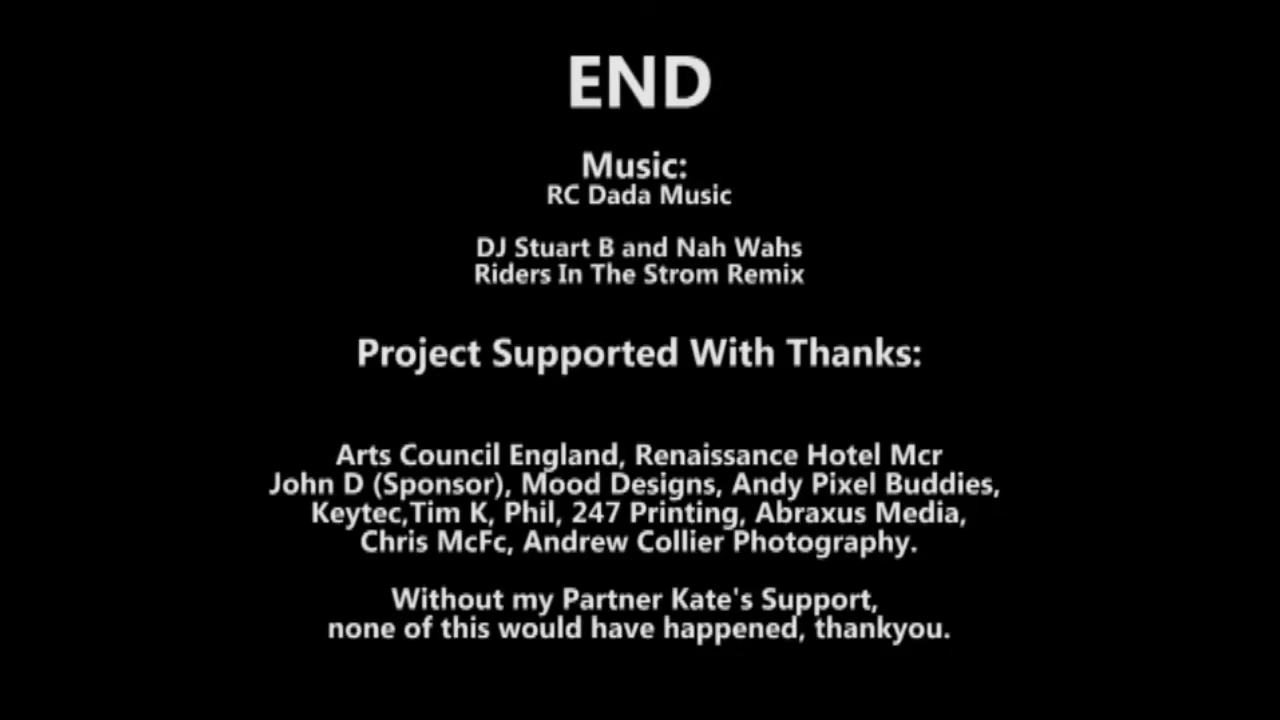 END
Music:
RC Dada Music
DJ Stuart B and Nah Wahs
Riders In The Strom Remix
Project Supported With Thanks:
Arts Council England, Renaissance Hotel Mcr
John D (Sponsor), Mood Designs, Andy Pixel Buddies,
Keytec,Tim K, Phil, 247 Printing, Abraxus Media,
Chris McFc, Andrew Collier Photography.
Without my Partner Kate's Support,
none of this would have happened, thankyou.